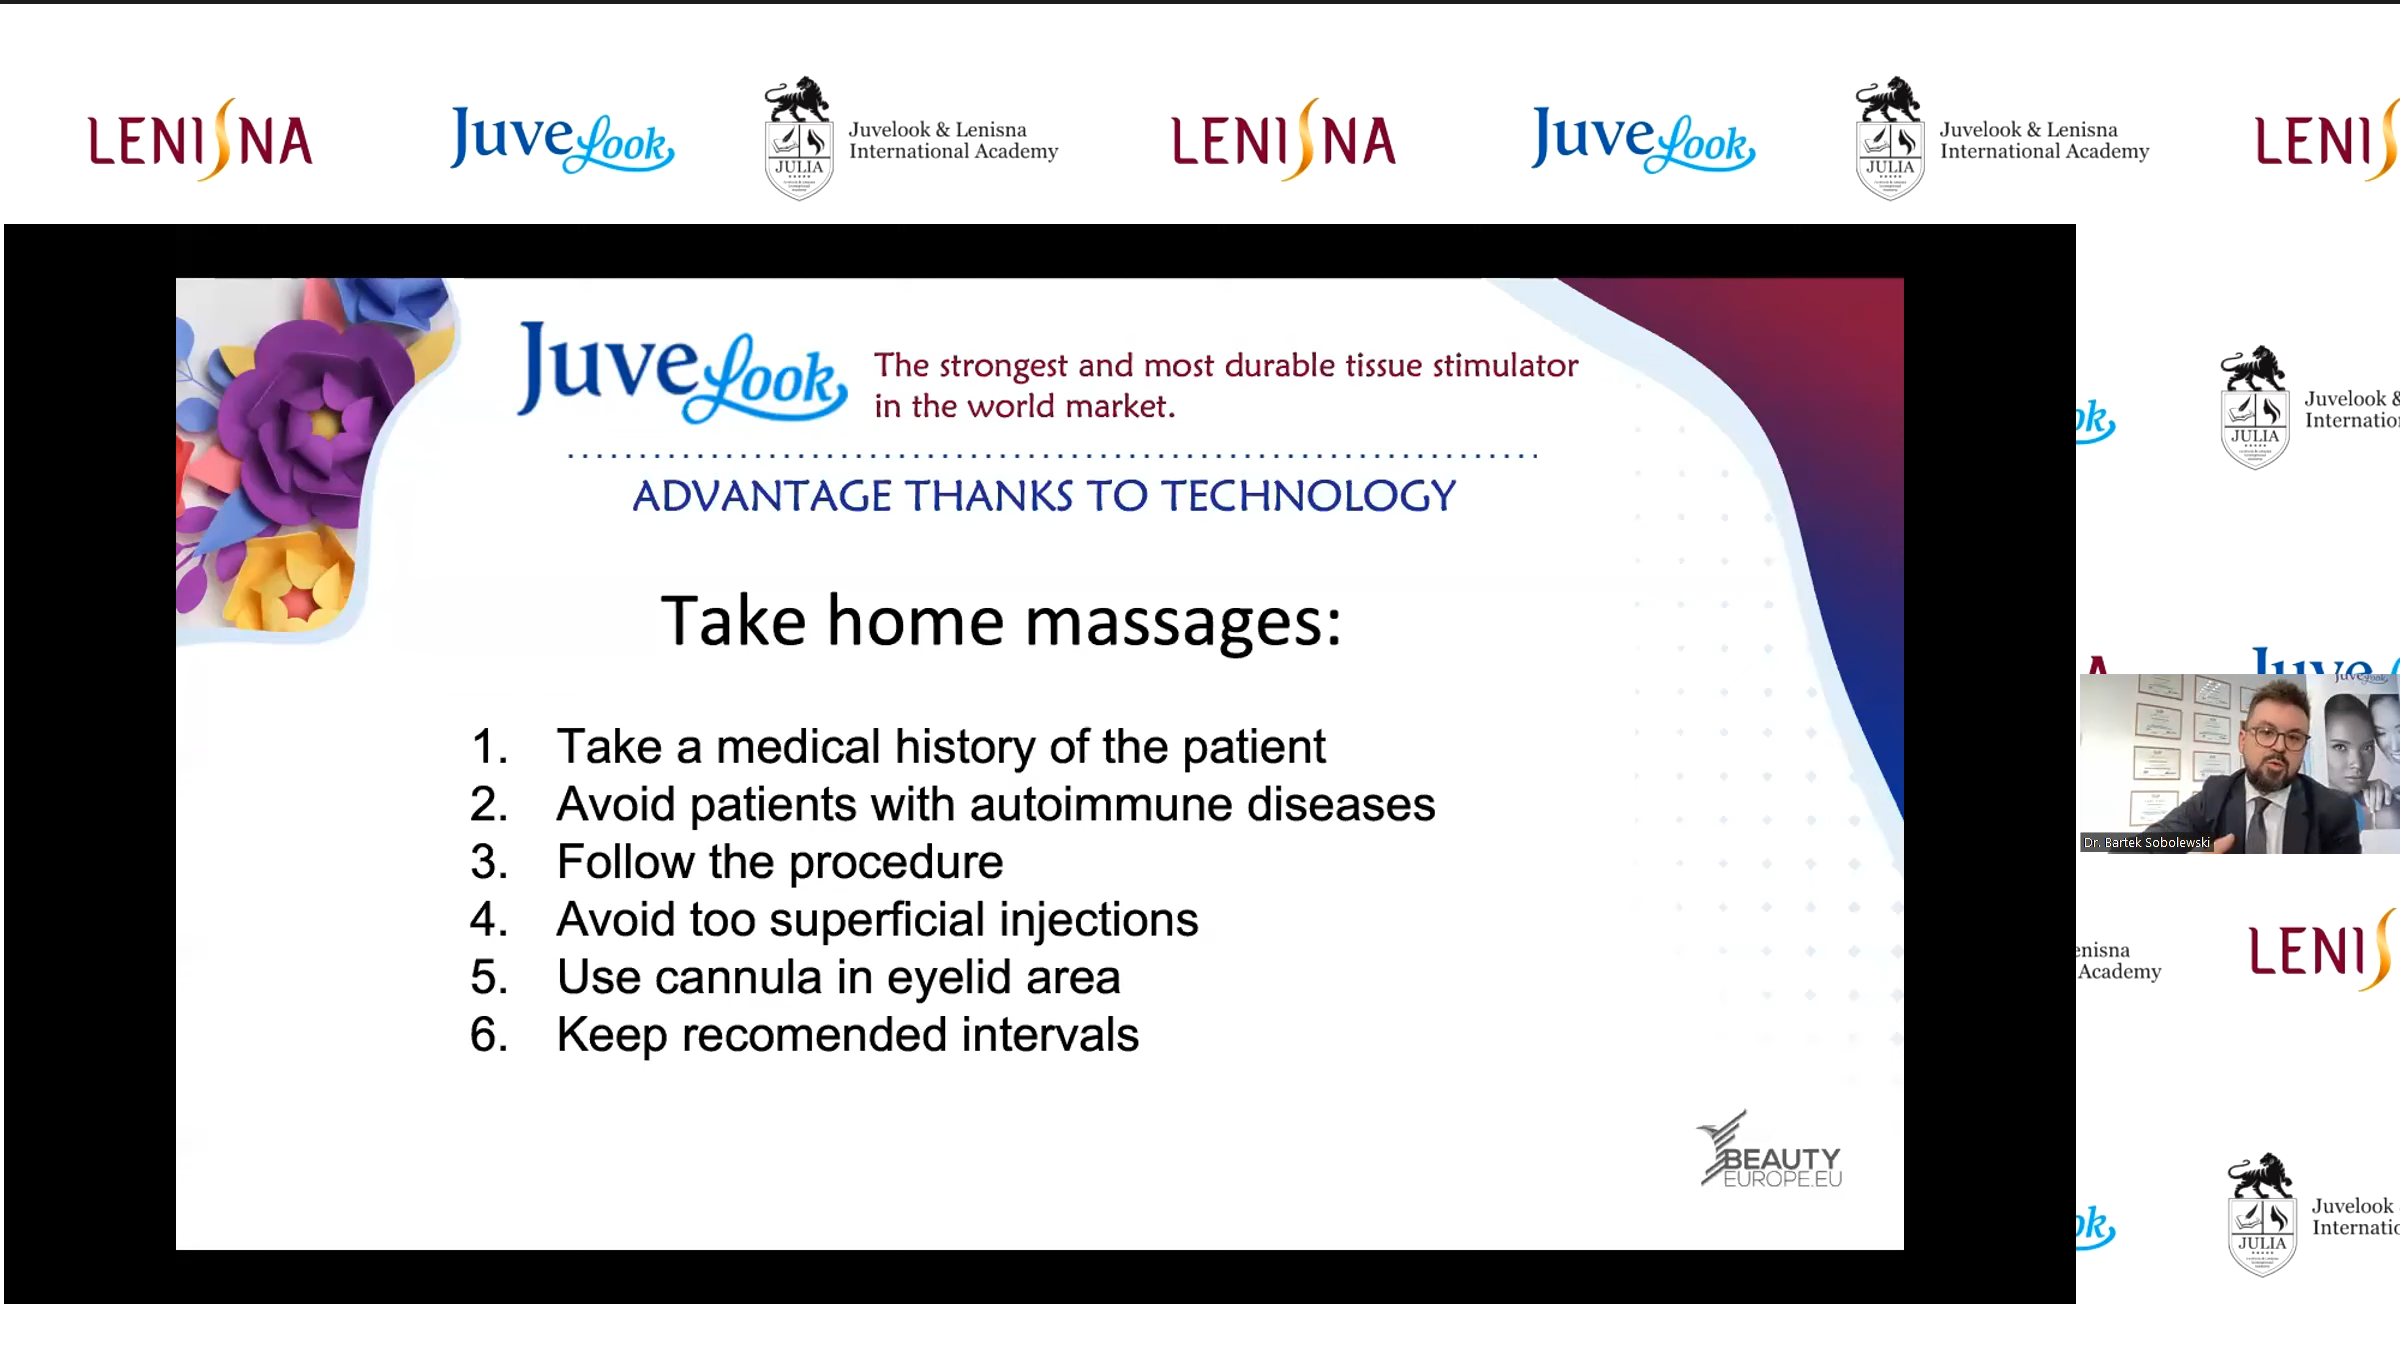 LENISNA JuveLook JULIA Juvelook & Lenisna International Academy LENISNA JuveLook JULIA Juvelook & Lenisna International Academy LENIS
JuveLook
The strongest and most durable tissue stimulator
in the world market.
ADVANTAGE THANKS TO TECHNOLOGY
Take home massages:
1. Take a medical history of the patient
2. Avoid patients with autoimmune diseases
3. Follow the procedure
4. Avoid too superficial injections
5. Use cannula in eyelid area
6. Keep recomended intervals
BEAUTY
EUROPE.EU
ok
JULIA
Juvelook &
Internatio
A
Juve
JuveLook
Dr. Bartek Sobolewski
enisna
Academy
LENIS
ok
JULIA
Juvelook
Internatio